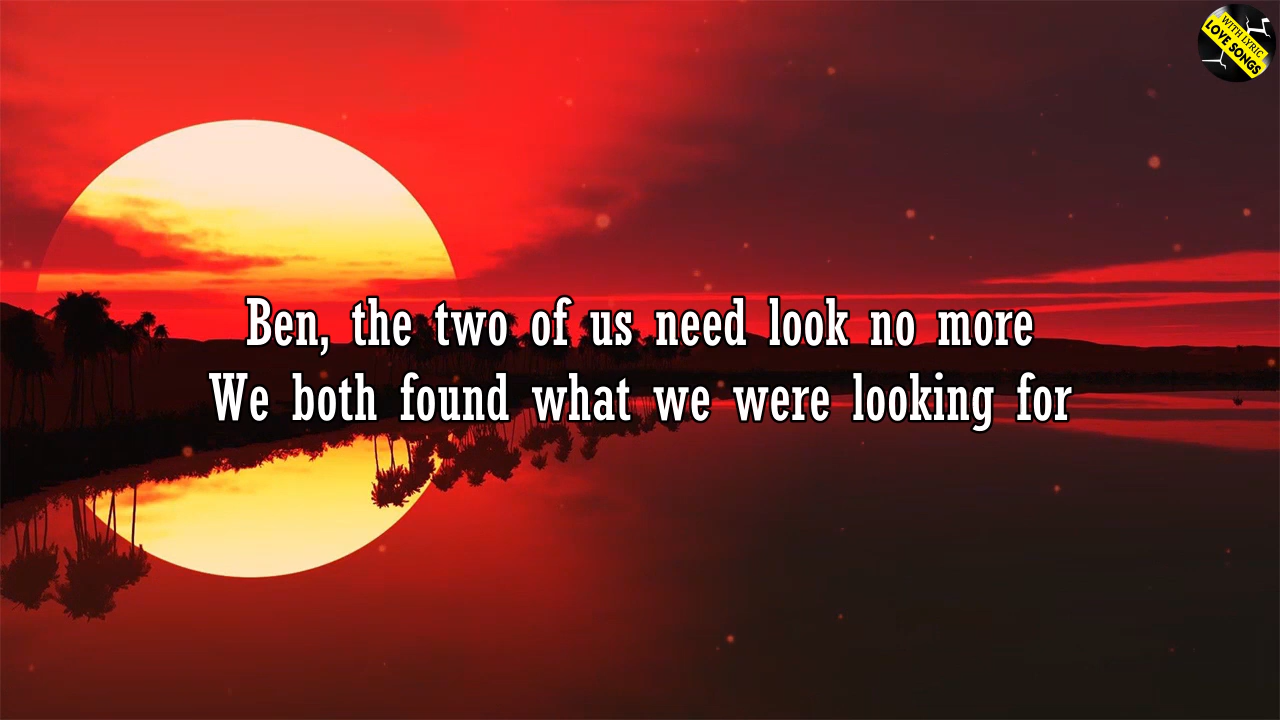 WITH LYRIC
LOVE SONGS
Ben, the two of us need look no more
We both found what we were looking for